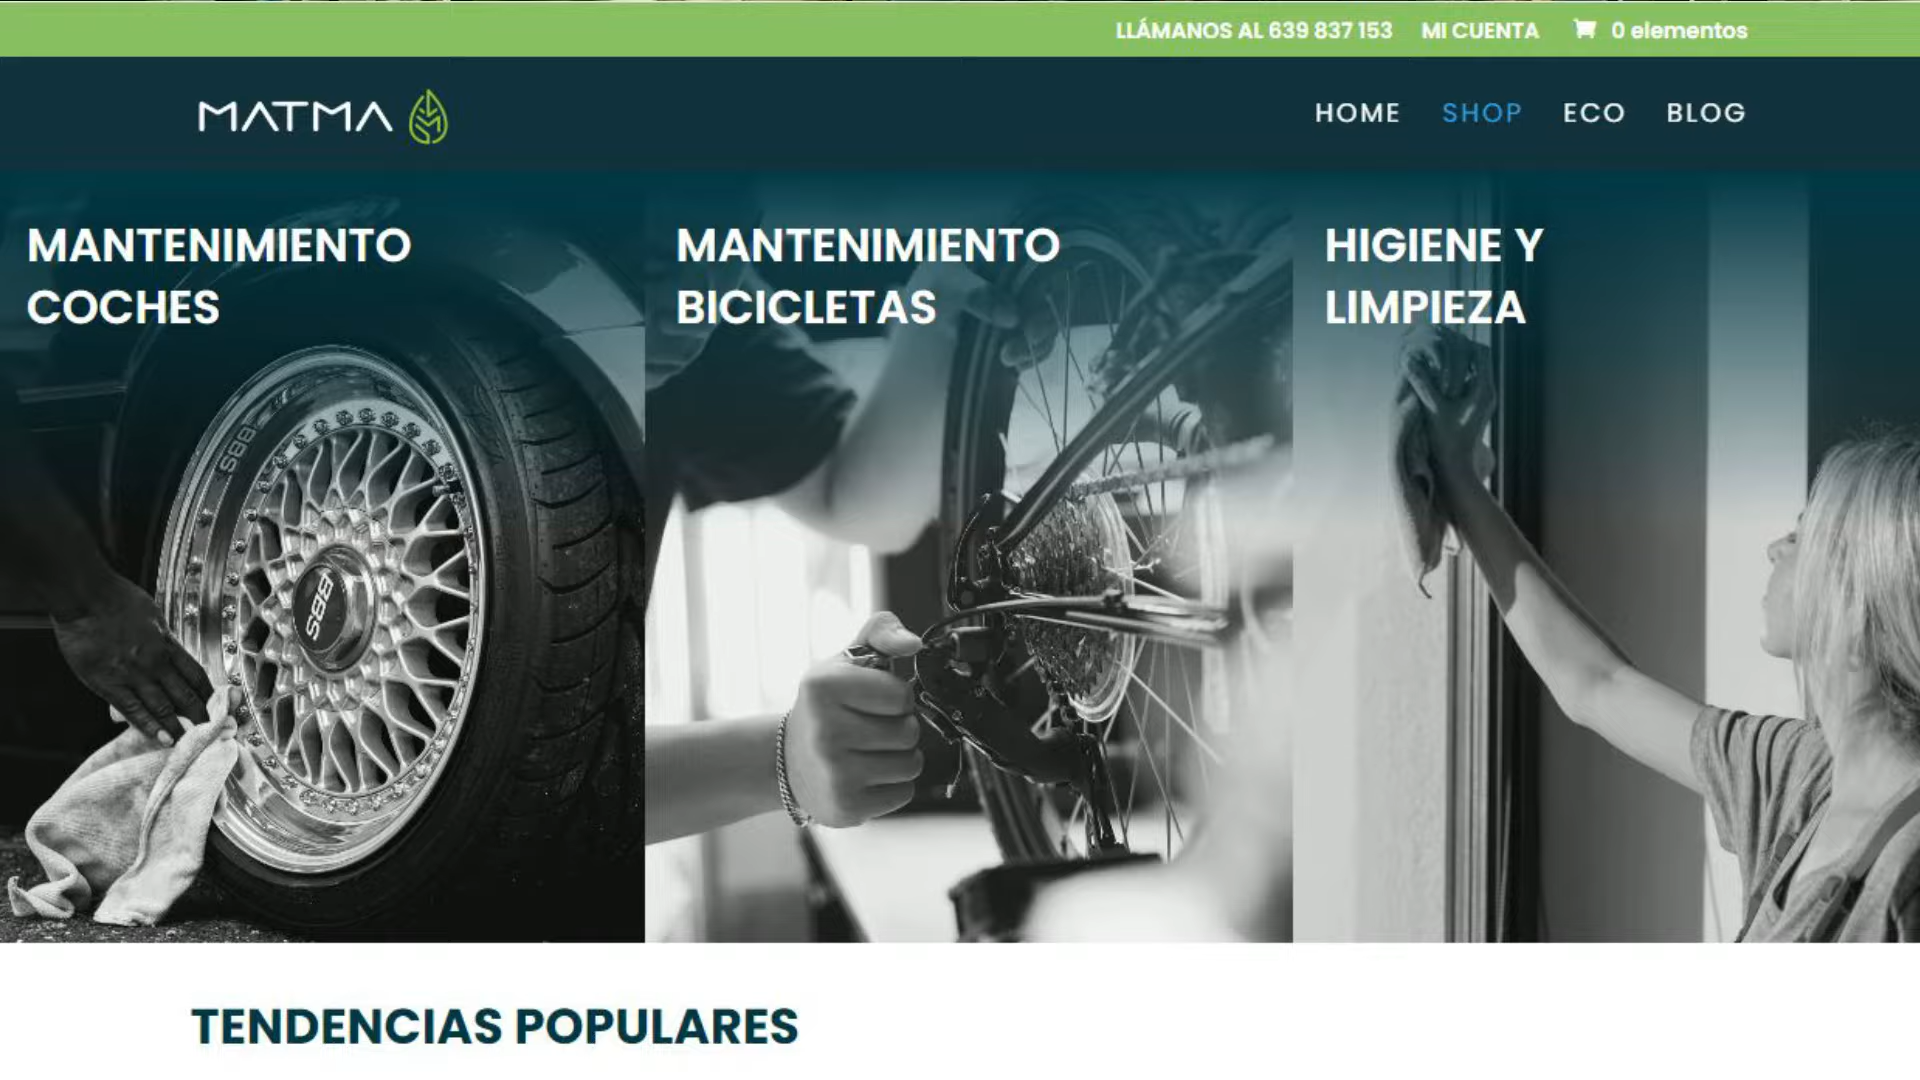 LLÁMANOS AL 639 837 153 MI CUENTA 0 elementos
MATMA
HOME SHOP ECO BLOG
MANTENIMIENTO
COCHES
MANTENIMIENTO
BICICLETAS
HIGIENE Y
LIMPIEZA
BBS
BBS
TENDENCIAS POPULARES